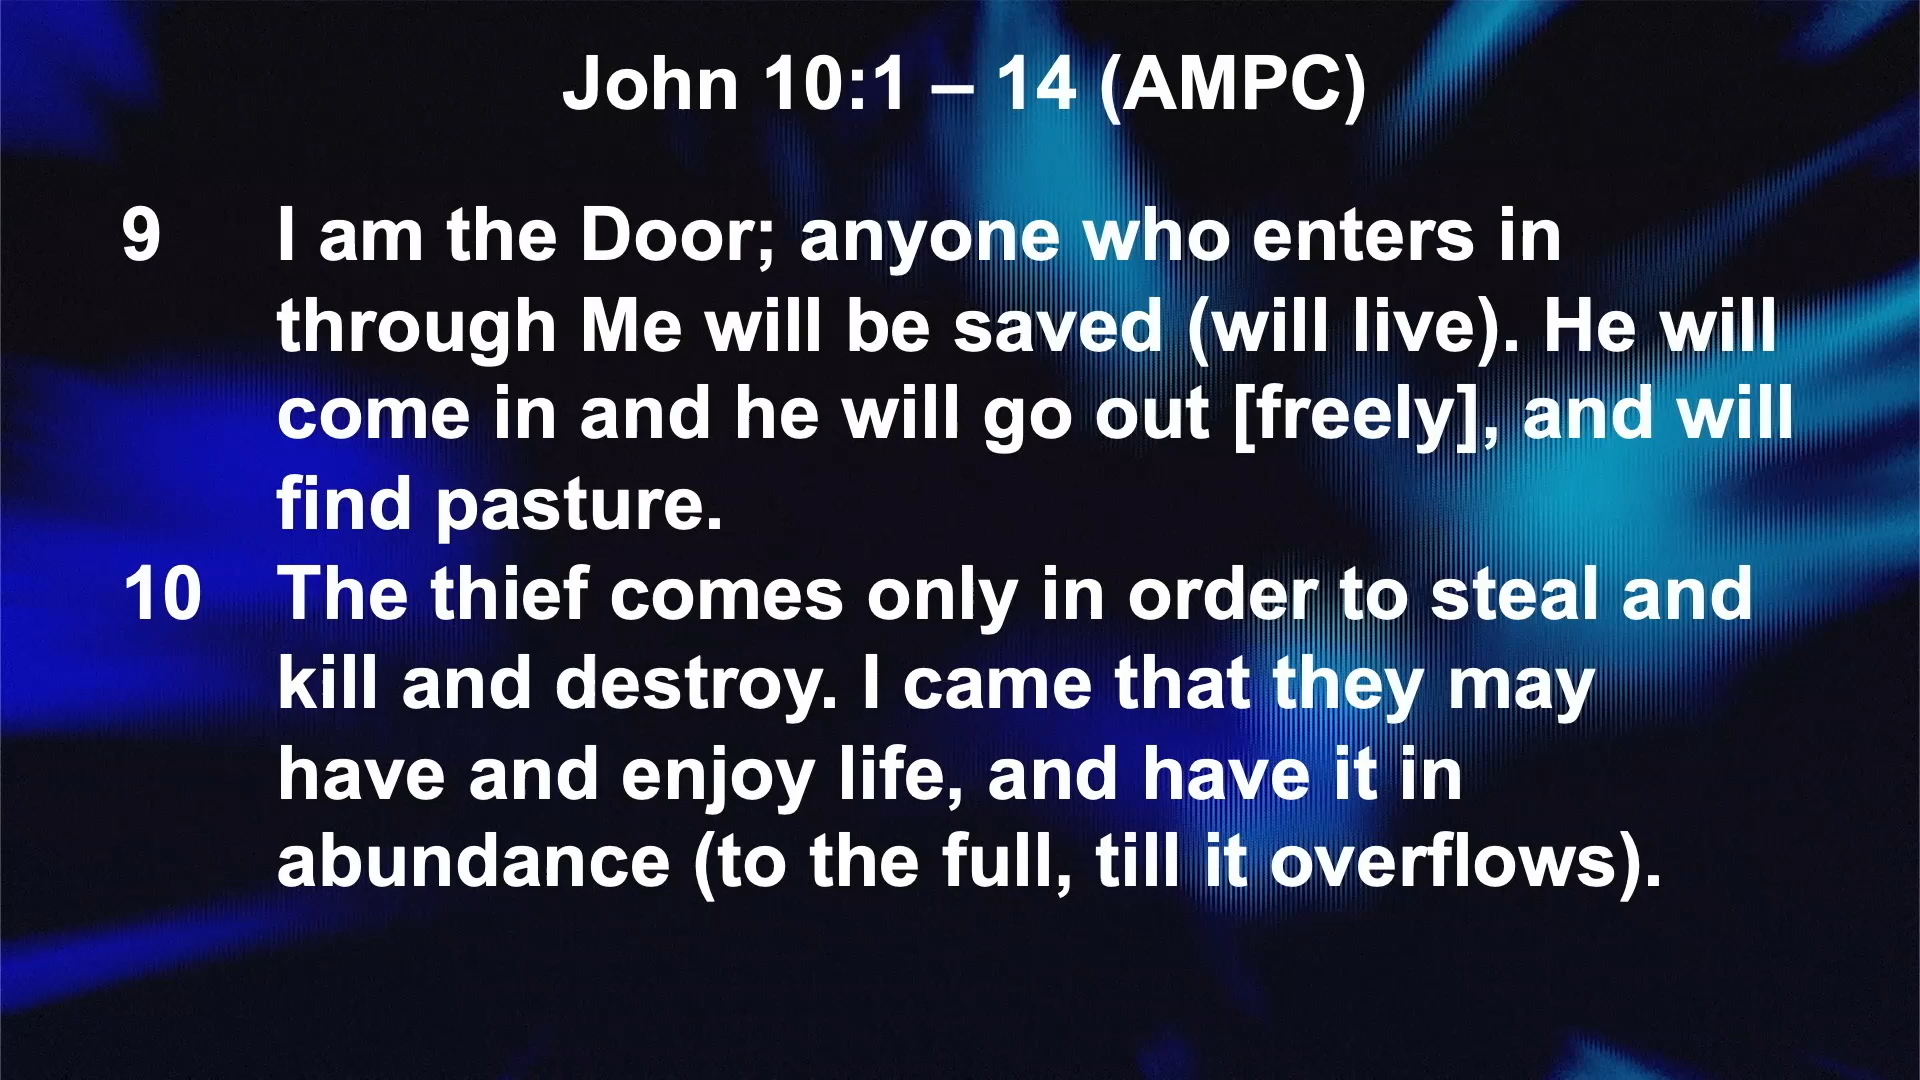 John 10:1 – 14 (AMPC)
9 I am the Door; anyone who enters in
through Me will be saved (will live). He will
come in and he will go out [freely], and will
find pasture.
10 The thief comes only in order to steal and
kill and destroy. I came that they may
have and enjoy life, and have it in
abundance (to the full, till it overflows).